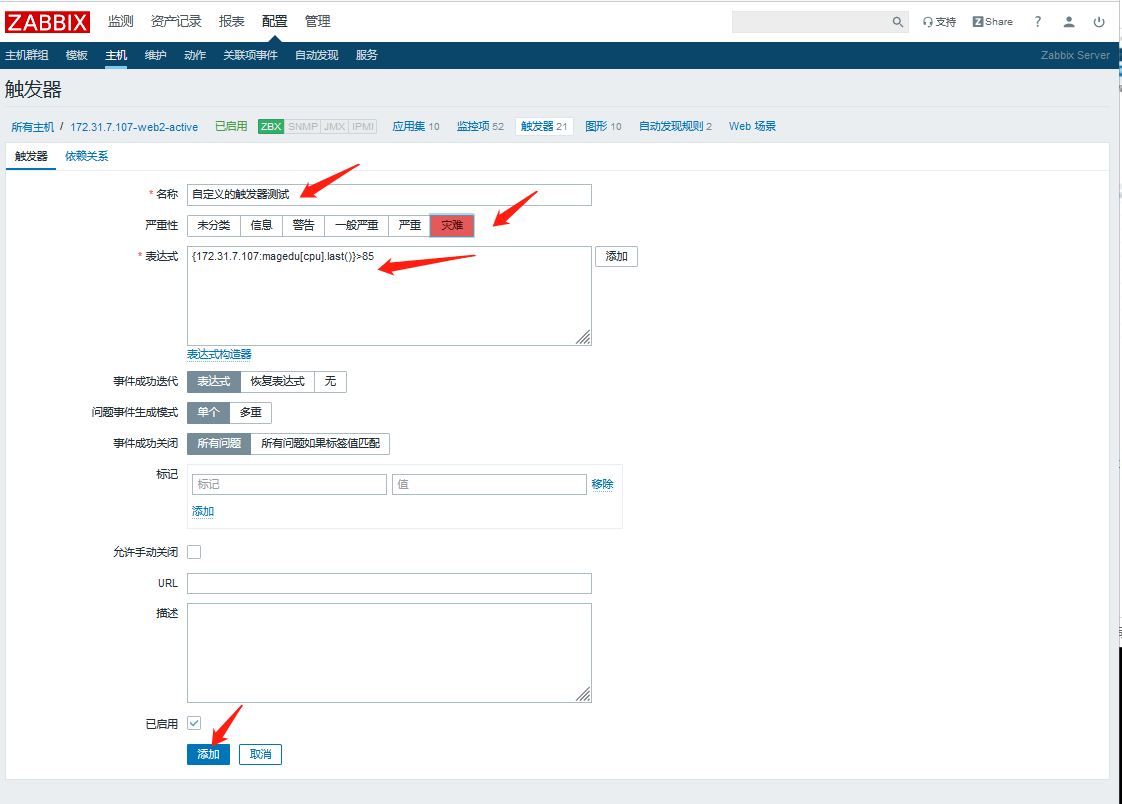 ZABBIX 监测 资产记录 报表 配置 管理 支持 Z Share ?
主机群组 模板 主机 维护 动作 关联项事件 自动发现 服务 Zabbix Server
触发器
所有主机 / 172.31.7.107-web2-active 已启用 ZBX SNMP JMX IPMI 应用集 10 监控项 52 触发器 21 图形 10 自动发现规则 2 Web 场景
触发器 依赖关系
* 名称 自定义的触发器测试
严重性 未分类 信息 警告 一般严重 严重 灾难
* 表达式 {172.31.7.107:magedu[cpu].last()}>85 添加
表达式构造器
事件成功迭代 表达式 恢复表达式 无
问题事件生成模式 单个 多重
事件成功关闭 所有问题 所有问题如果标签值匹配
标记 标记 值 移除
添加
允许手动关闭
URL
描述
已启用
添加 取消